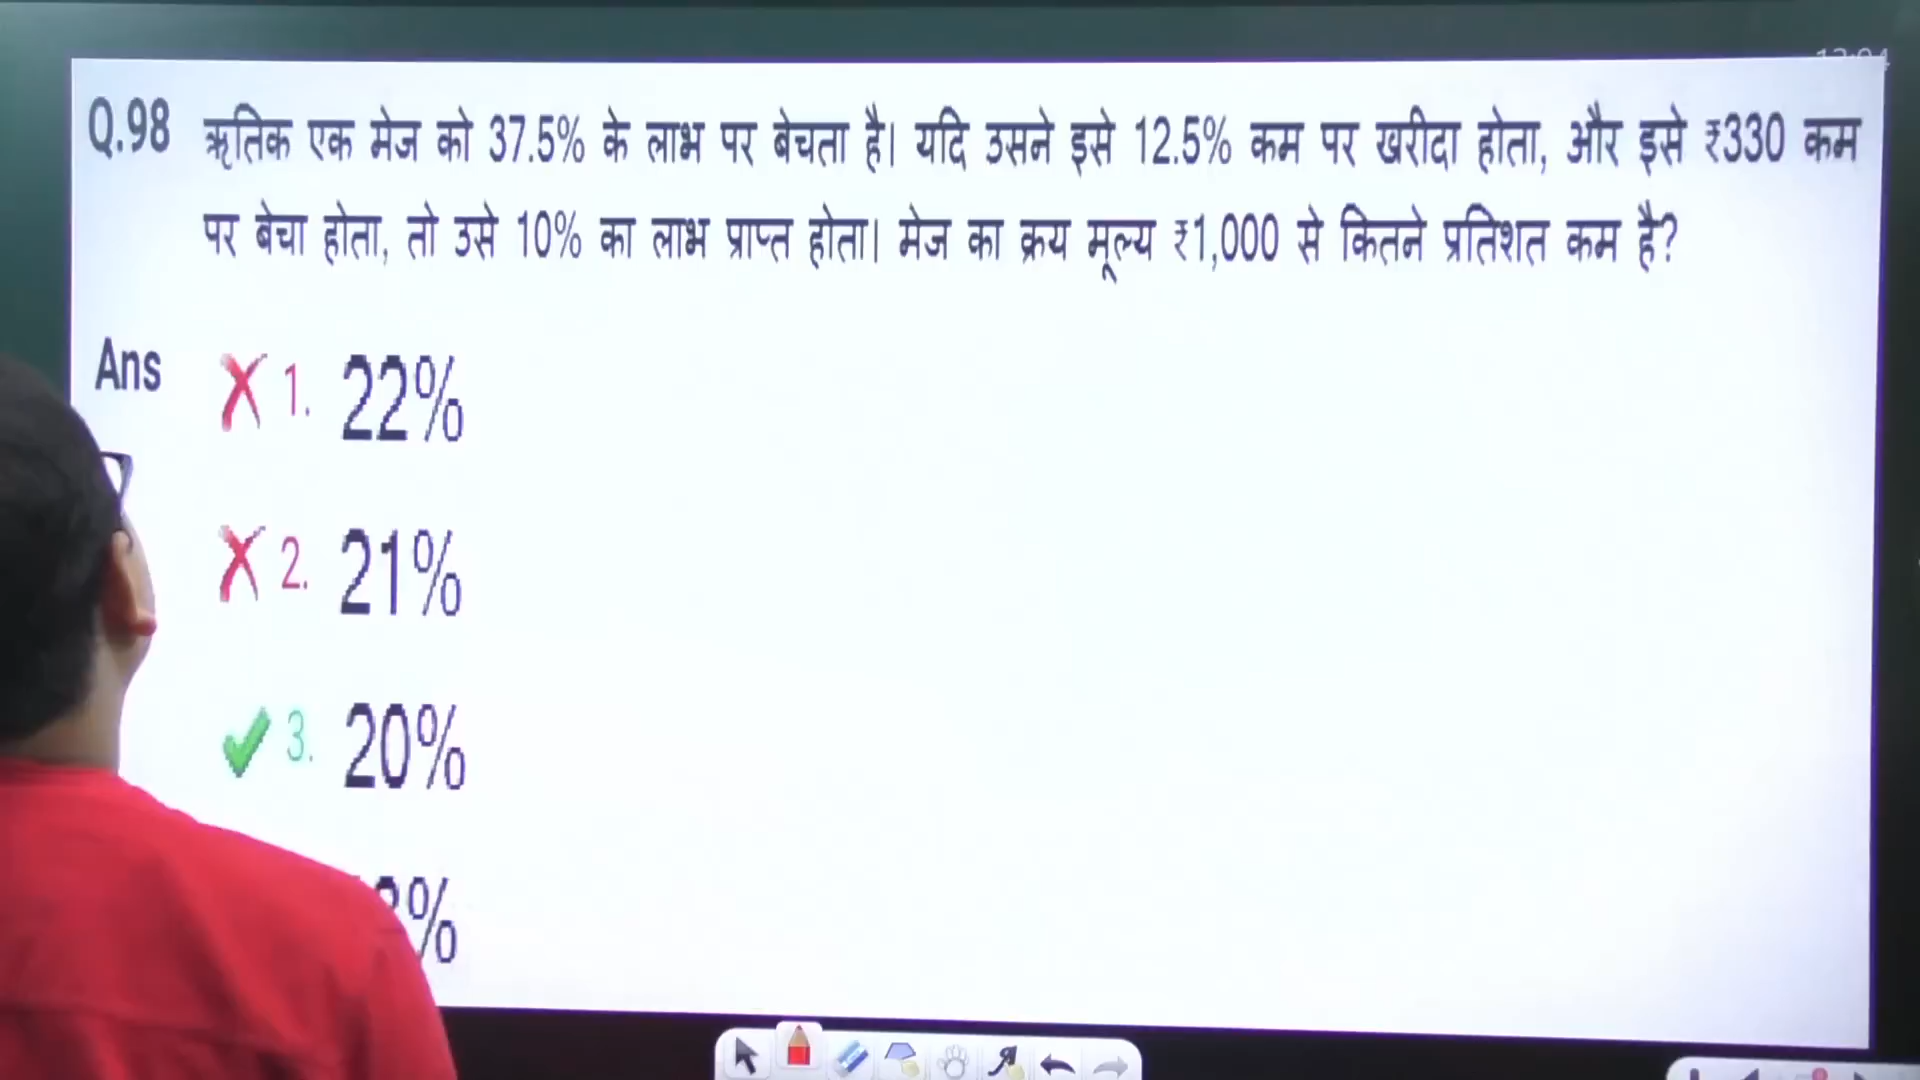 Q.98 ऋतिक एक मेज को 37.5% के लाभ पर बेचता है। यदि उसने इसे 12.5% कम पर खरीदा होता, और इसे ₹330 कम
पर बेचा होता, तो उसे 10% का लाभ प्राप्त होता। मेज का क्रय मूल्य ₹1,000 से कितने प्रतिशत कम है?
Ans
1. 22%
2. 21%
3. 20%